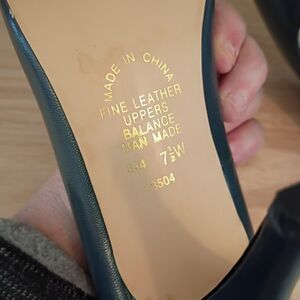 MADE IN CHINA
FINE LEATHER
UPPERS
BALANCE
MAN MADE
7½W